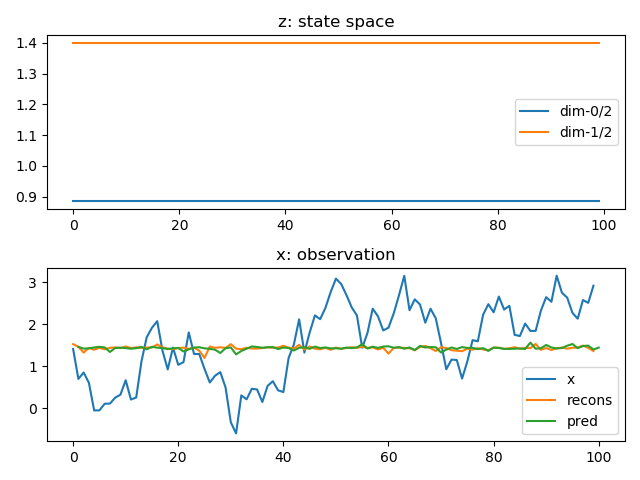 z: state space
1.4
1.3
1.2
1.1
1.0
0.9
dim-0/2
dim-1/2
0 20 40 60 80 100
x: observation
3
2
1
0
x
recons
pred
0 20 40 60 80 100